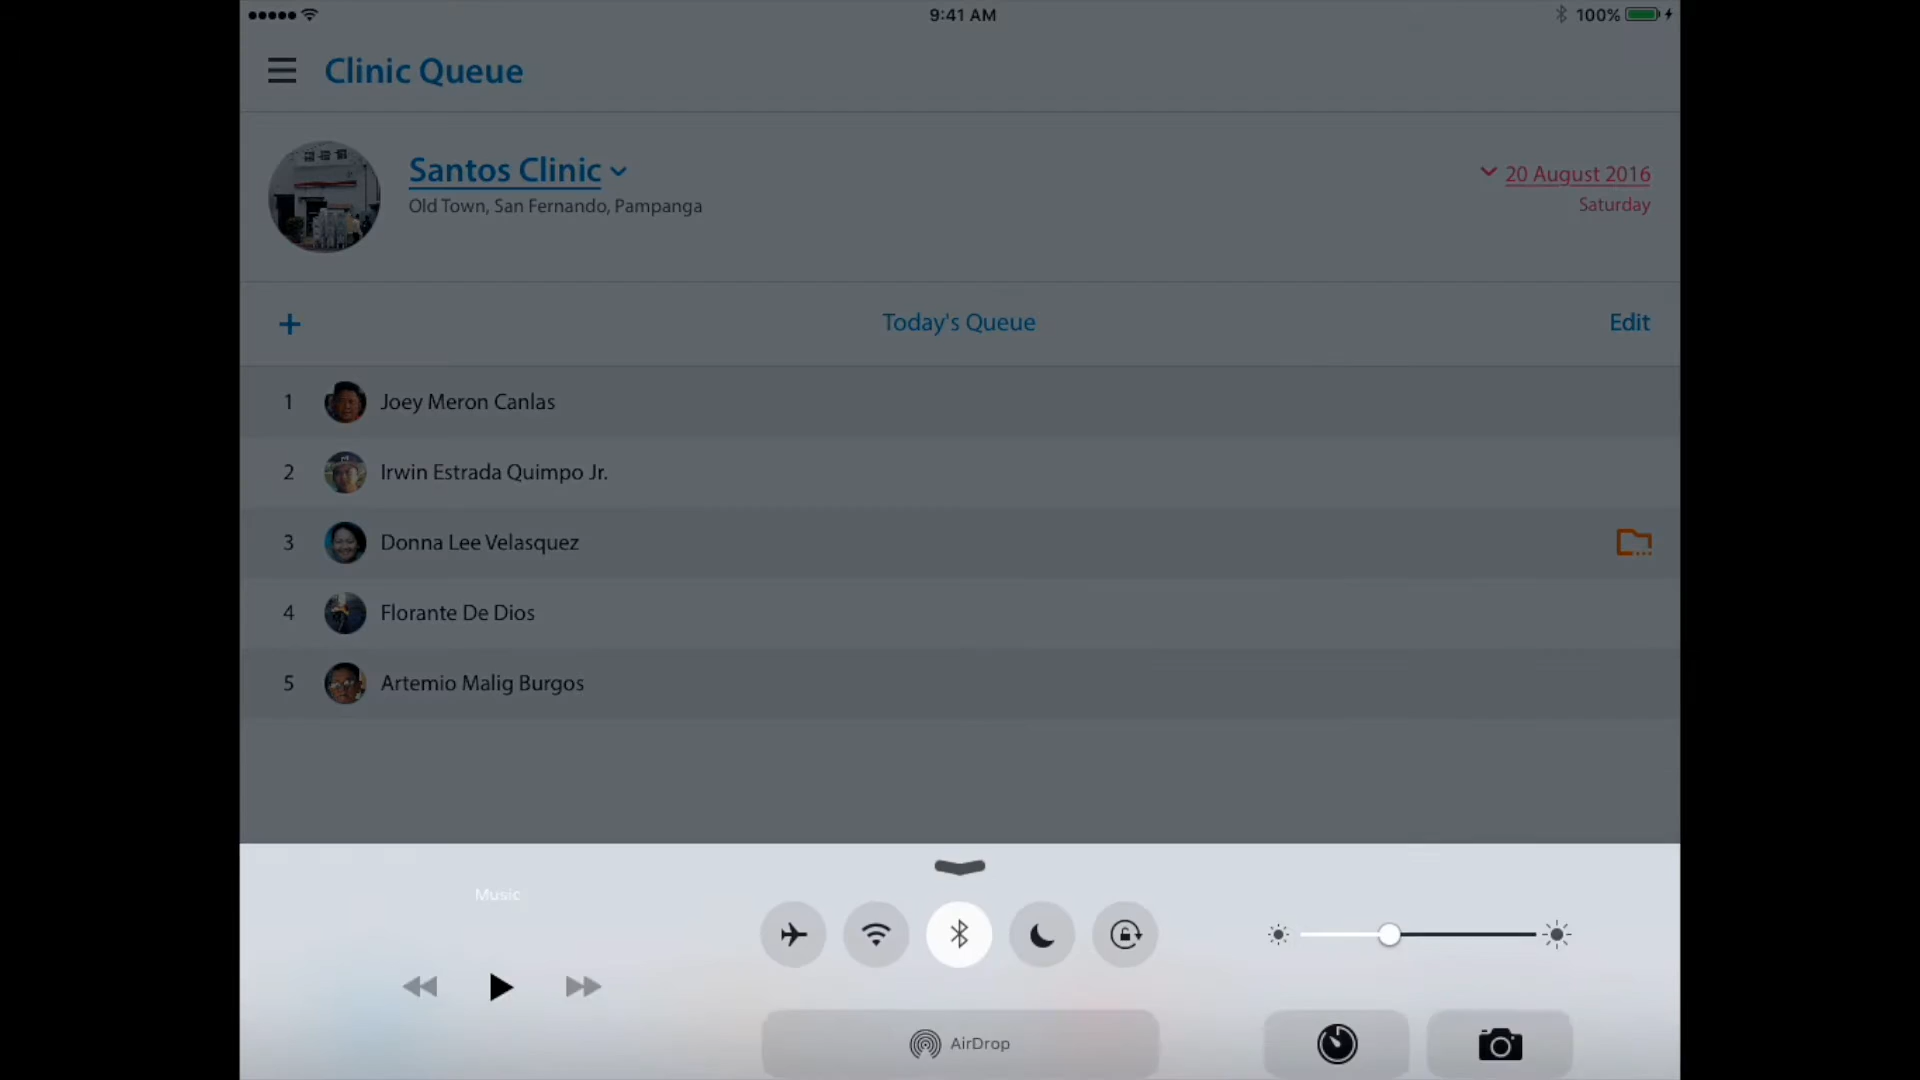 9:41 AM
100%
Clinic Queue
Santos Clinic
Old Town, San Fernando, Pampanga
20 August 2016
Saturday
Today's Queue
Edit
1 Joey Meron Canlas
2 Irwin Estrada Quimpo Jr.
3 Donna Lee Velasquez
4 Florante De Dios
5 Artemio Malig Burgos
Music
AirDrop